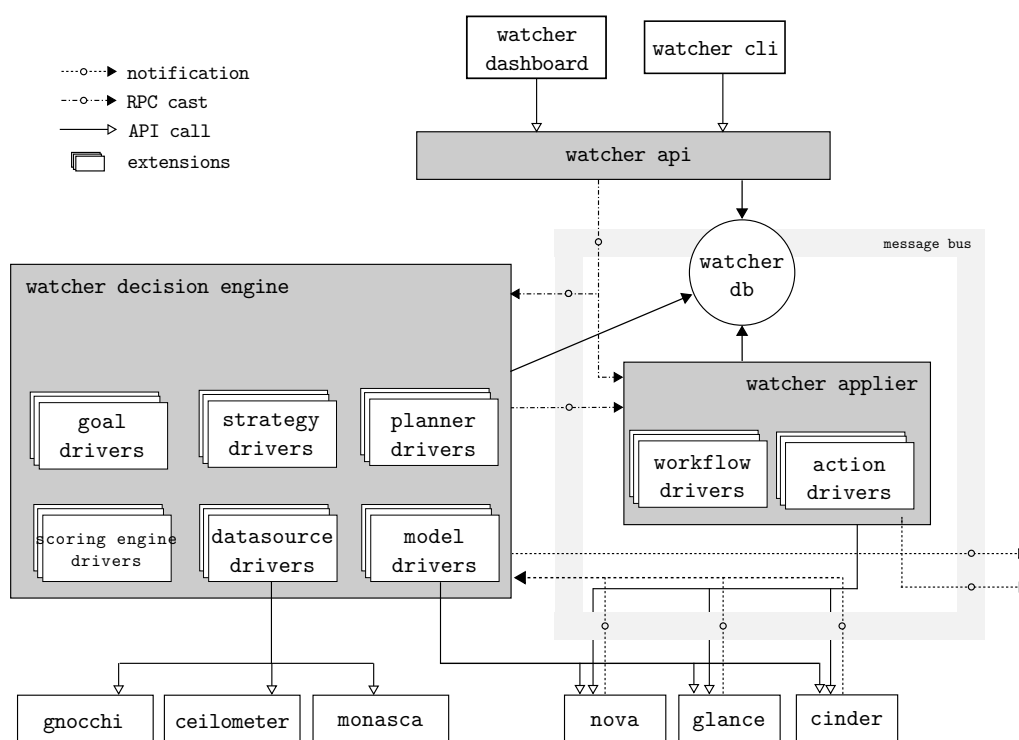 watcher
dashboard
watcher cli
notification
RPC cast
API call
extensions
watcher api
message bus
watcher
db
watcher decision engine
watcher applier
goal
drivers
strategy
drivers
planner
drivers
workflow
drivers
action
drivers
scoring engine
drivers
datasource
drivers
model
drivers
gnocchi
ceilometer
monasca
nova
glance
cinder